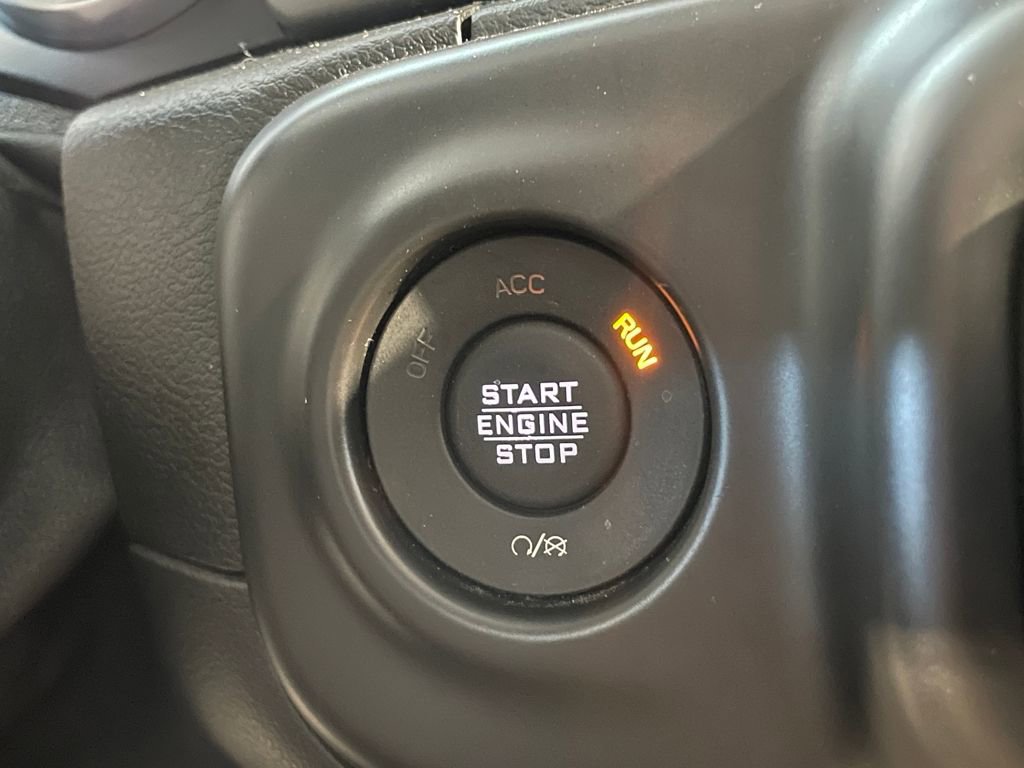 ACC
OFF
RUN
START
ENGINE
STOP